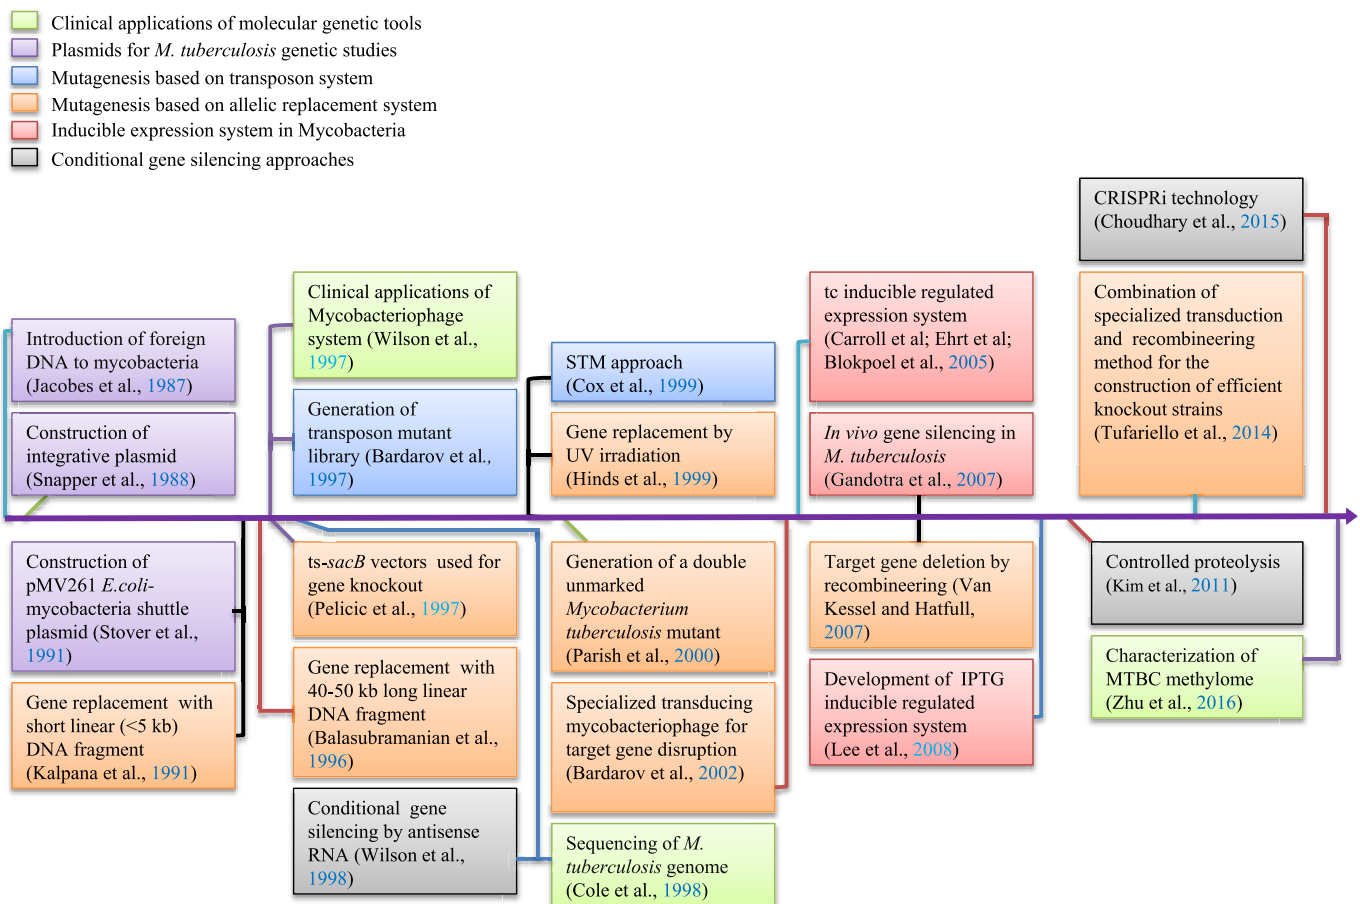 Clinical applications of molecular genetic tools
Plasmids for M. tuberculosis genetic studies
Mutagenesis based on transposon system
Mutagenesis based on allelic replacement system
Inducible expression system in Mycobacteria
Conditional gene silencing approaches
Introduction of foreign
DNA to mycobacteria
(Jacobes et al., 1987)
Construction of
integrative plasmid
(Snapper et al., 1988)
Construction of
pMV261 E.coli-
mycobacteria shuttle
plasmid (Stover et al.,
1991)
Gene replacement with
short linear (<5 kb)
DNA fragment
(Kalpana et al., 1991)
Clinical applications of
Mycobacteriophage
system (Wilson et al.,
1997)
Generation of
transposon mutant
library (Bardarov et al.,
1997)
ts-sacB vectors used for
gene knockout
(Pelicic et al., 1997)
Gene replacement with
40-50 kb long linear
DNA fragment
(Balasubramanian et al.,
1996)
Conditional gene
silencing by antisense
RNA (Wilson et al.,
1998)
STM approach
(Cox et al., 1999)
Gene replacement by
UV irradiation
(Hinds et al., 1999)
Generation of a double
unmarked
Mycobacterium
tuberculosis mutant
(Parish et al., 2000)
Specialized transducing
mycobacteriophage for
target gene disruption
(Bardarov et al., 2002)
Sequencing of M.
tuberculosis genome
(Cole et al., 1998)
tc inducible regulated
expression system
(Carroll et al; Ehrt et al;
Blokpoel et al., 2005)
In vivo gene silencing in
M. tuberculosis
(Gandotra et al., 2007)
Target gene deletion by
recombineering (Van
Kessel and Hatfull,
2007)
Development of IPTG
inducible regulated
expression system
(Lee et al., 2008)
CRISPRi technology
(Choudhary et al., 2015)
Combination of
specialized transduction
and recombineering
method for the
construction of efficient
knockout strains
(Tufariello et al., 2014)
Controlled proteolysis
(Kim et al., 2011)
Characterization of
MTBC methylome
(Zhu et al., 2016)